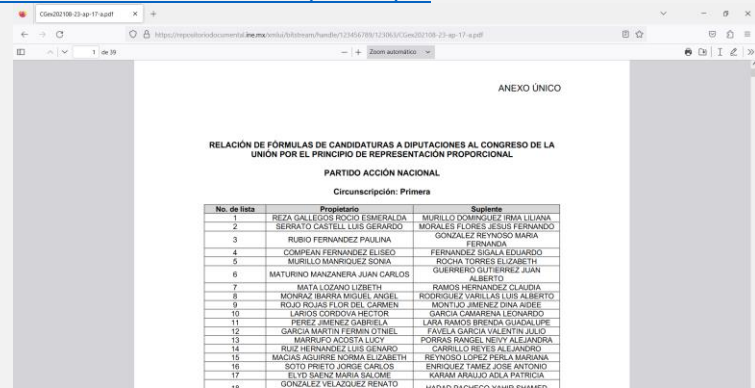 CGex202108-23-ap-17-a.pdf
https://repositoriodocumental.ine.mx/xmlui/bitstream/handle/123456789/123063/CGex202108-23-ap-17-a.pdf
1 de 39
Zoom automático
ANEXO ÚNICO
RELACIÓN DE FÓRMULAS DE CANDIDATURAS A DIPUTACIONES AL CONGRESO DE LA
UNIÓN POR EL PRINCIPIO DE REPRESENTACIÓN PROPORCIONAL
PARTIDO ACCIÓN NACIONAL
Circunscripción: Primera
No. de lista Propietario Suplente
1 REZA GALLEGOS ROCIO ESMERALDA MURILLO DOMINGUEZ IRMA LILIANA
2 SERRATO CASTELL LUIS GERARDO MORALES FLORES JESUS FERNANDO
3 RUBIO FERNANDEZ PAULINA GONZALEZ REYNOSO MARIA
FERNANDA
4 COMPEAN FERNANDEZ ELISEO FERNANDEZ SIGALA EDUARDO
5 MURILLO MANRIQUEZ SONIA ROCHA TORRES ELIZABETH
6 MATURINO MANZANERA JUAN CARLOS GUERRERO GUTIERREZ JUAN
ALBERTO
7 MATA LOZANO LIZBETH RAMOS HERNANDEZ CLAUDIA
8 MONRAZ IBARRA MIGUEL ANGEL RODRIGUEZ VARILLAS LUIS ALBERTO
9 ROJO ROJAS FLOR DEL CARMEN MONTIJO JIMENEZ DINA AIDEE
10 LARIOS CORDOVA HECTOR GARCIA CAMARENA LEONARDO
11 PEREZ JIMENEZ GABRIELA LARA RAMOS BRENDA GUADALUPE
12 GARCIA MARTIN FERMIN OTNIEL FAVELA GARCIA VALENTIN JULIO
13 MARRUFO ACOSTA LUCY PORRAS RANGEL NEIVY ALEJANDRA
14 RUIZ HERNANDEZ LUIS GENARO CARRILLO REYES ALEJANDRO
15 MACIAS AGUIRRE NORMA ELIZABETH REYNOSO LOPEZ PERLA MARIANA
16 SOTO PRIETO JORGE CARLOS ENRIQUEZ TAMEZ JOSE ANTONIO
17 ELYD SAENZ MARIA SALOME KARAM ARAUJO ADLA PATRICIA
GONZALEZ VELAZQUEZ RENATO